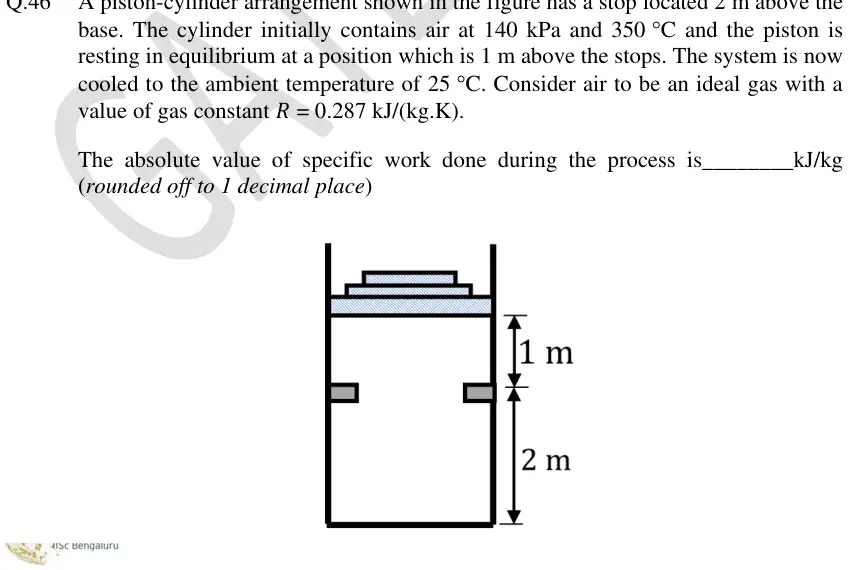 Q.46 A piston-cylinder arrangement shown in the figure has a stop located 2 m above the
base. The cylinder initially contains air at 140 kPa and 350 °C and the piston is
resting in equilibrium at a position which is 1 m above the stops. The system is now
cooled to the ambient temperature of 25 °C. Consider air to be an ideal gas with a
value of gas constant R = 0.287 kJ/(kg.K).
The absolute value of specific work done during the process is________kJ/kg
(rounded off to 1 decimal place)
1 m
2 m
IISc Bengaluru